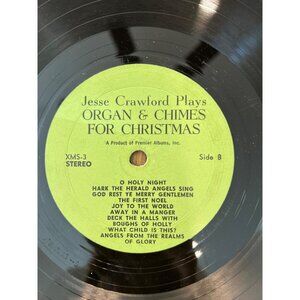 Jesse Crawford Plays
ORGAN & CHIMES
FOR CHRISTMAS
A Product of Premier Albums, Inc.
XMS-3
STEREO
Side B
O HOLY NIGHT
HARK THE HERALD ANGELS SING
GOD REST YE MERRY GENTLEMEN
THE FIRST NOEL
JOY TO THE WORLD
AWAY IN A MANGER
DECK THE HALLS WITH
BOUGHS OF HOLLY
WHAT CHILD IS THIS?
ANGELS FROM THE REALMS
OF GLORY